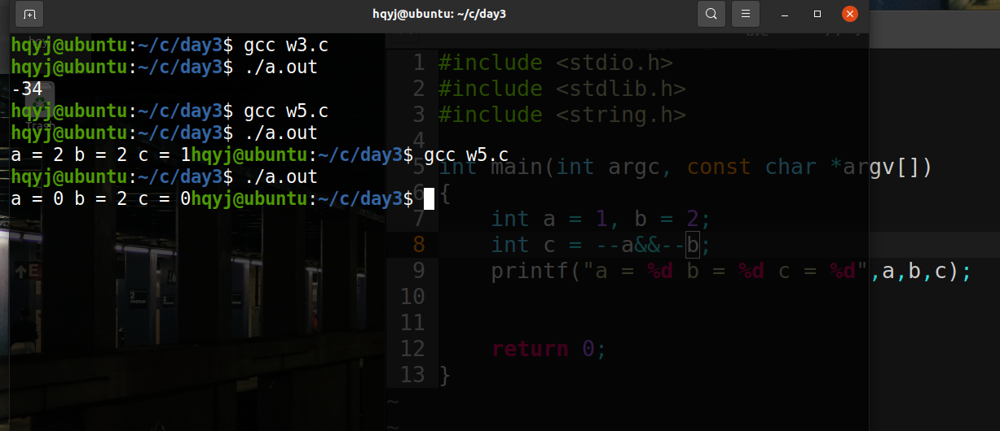 hqyj@ubuntu: ~/c/day3
hqyj@ubuntu:~/c/day3$ gcc w3.c
hqyj@ubuntu:~/c/day3$ ./a.out
-34
hqyj@ubuntu:~/c/day3$ gcc w5.c
hqyj@ubuntu:~/c/day3$ ./a.out
a = 2 b = 2 c = 1hqyj@ubuntu:~/c/day3$ gcc w5.c
hqyj@ubuntu:~/c/day3$ ./a.out
a = 0 b = 2 c = 0hqyj@ubuntu:~/c/day3$
Trash
1 #include <stdio.h>
2 #include <stdlib.h>
3 #include <string.h>
4
5 int main(int argc, const char *argv[])
6 {
7 int a = 1, b = 2;
8 int c = --a&&--b;
9 printf("a = %d b = %d c = %d",a,b,c);
10
11
12 return 0;
13 }
~
~